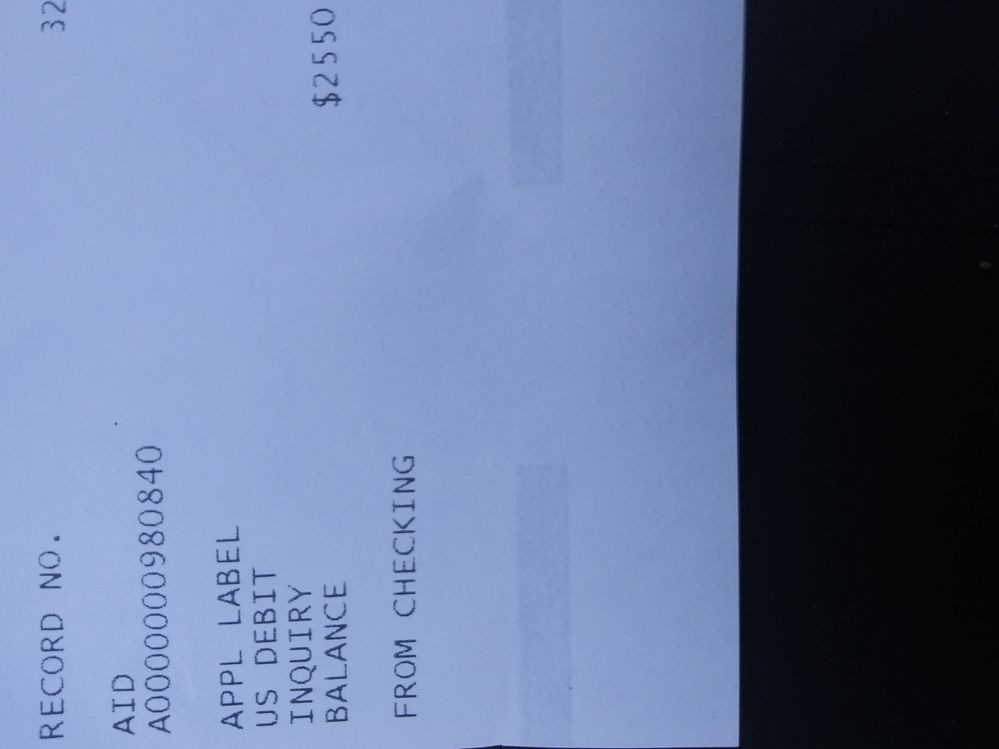 RECORD NO. 32
AID
A0000000980840
APPL LABEL
US DEBIT
INQUIRY
BALANCE $2550
FROM CHECKING